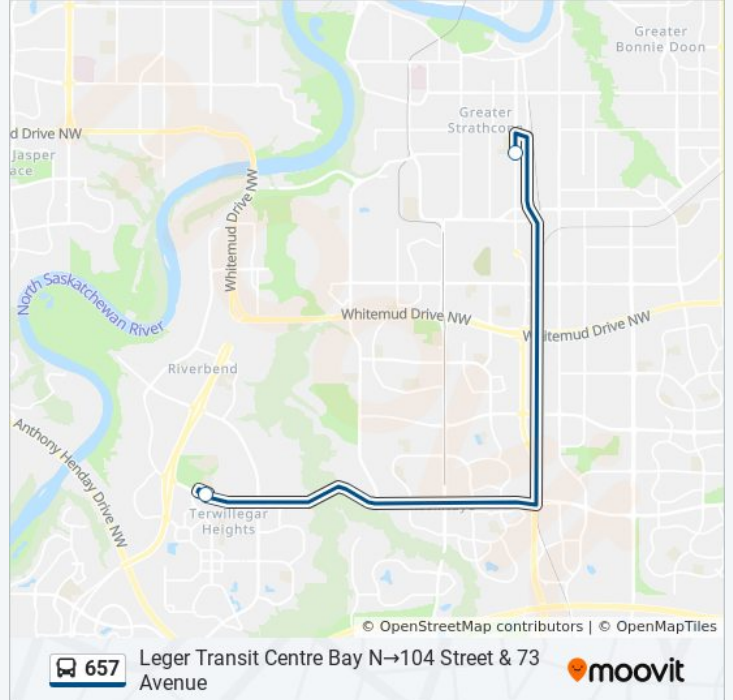 Greater
Bonnie Doon
Greater
Strathcona
d Drive NW
Jasper
ace
Whitemud Drive NW
North Saskatchewan River
Whitemud Drive NW
Whitemud Drive NW
Riverbend
Anthony Henday Drive NW
Terwillegar
Heights
© OpenStreetMap contributors | © OpenMapTiles
657
Leger Transit Centre Bay N→104 Street & 73
Avenue
moovit